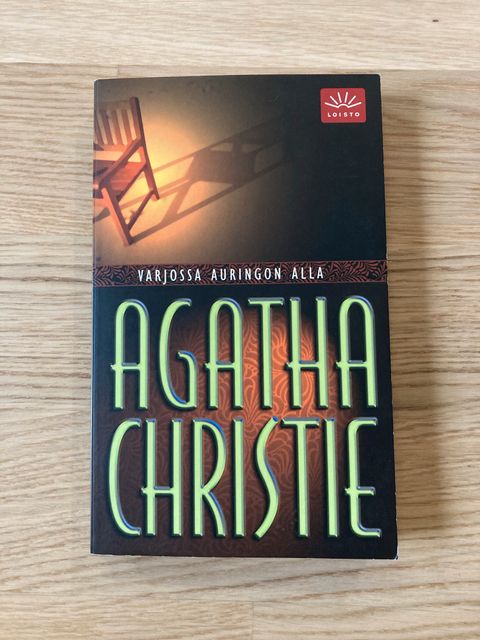 LOISTO
VARJOSSA AURINGON ALLA
AGATHA
CHRISTIE